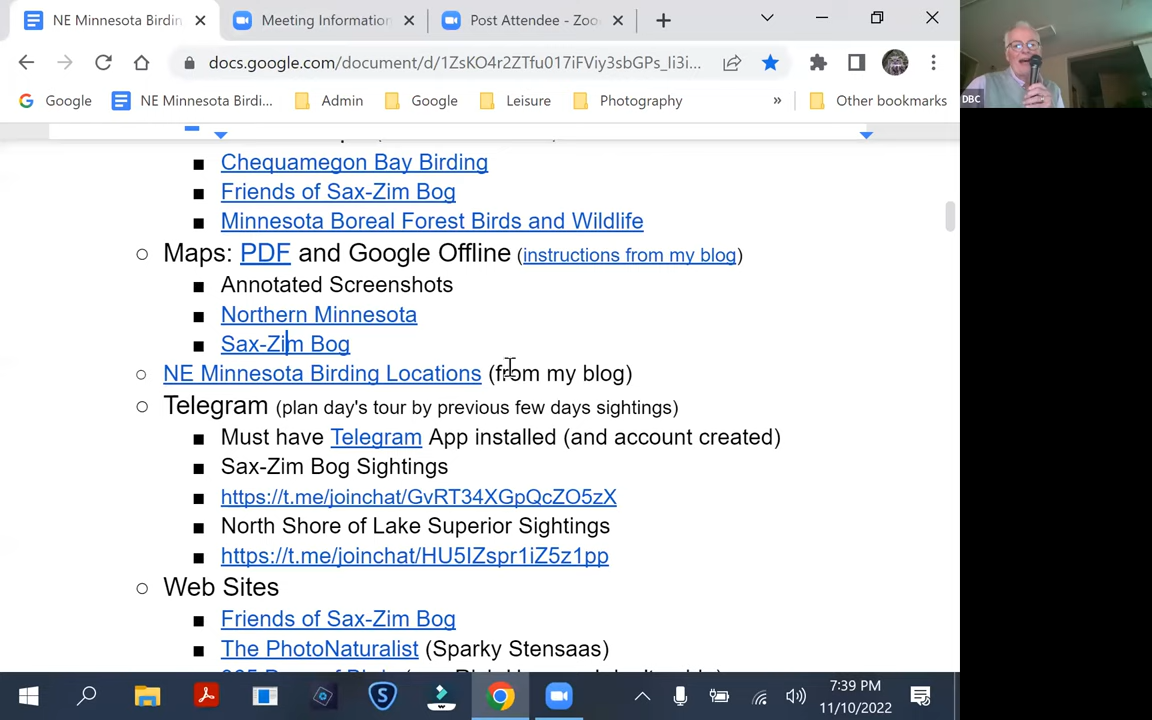 NE Minnesota Birdin
Meeting Information
Post Attendee - Zoo
docs.google.com/document/d/1ZsKO4r2ZTfu017iFViy3sbGPs_Ii3i...
Google
NE Minnesota Birdi...
Admin
Google
Leisure
Photography
»
Other bookmarks
DBC
■ Chequamegon Bay Birding
■ Friends of Sax-Zim Bog
■ Minnesota Boreal Forest Birds and Wildlife
○ Maps: PDF and Google Offline (instructions from my blog)
■ Annotated Screenshots
■ Northern Minnesota
■ Sax-Zim Bog
○ NE Minnesota Birding Locations (from my blog)
○ Telegram (plan day's tour by previous few days sightings)
■ Must have Telegram App installed (and account created)
■ Sax-Zim Bog Sightings
■ https://t.me/joinchat/GvRT34XGpQcZO5zX
■ North Shore of Lake Superior Sightings
■ https://t.me/joinchat/HU5IZspr1iZ5z1pp
○ Web Sites
■ Friends of Sax-Zim Bog
■ The PhotoNaturalist (Sparky Stensaas)
7:39 PM
11/10/2022